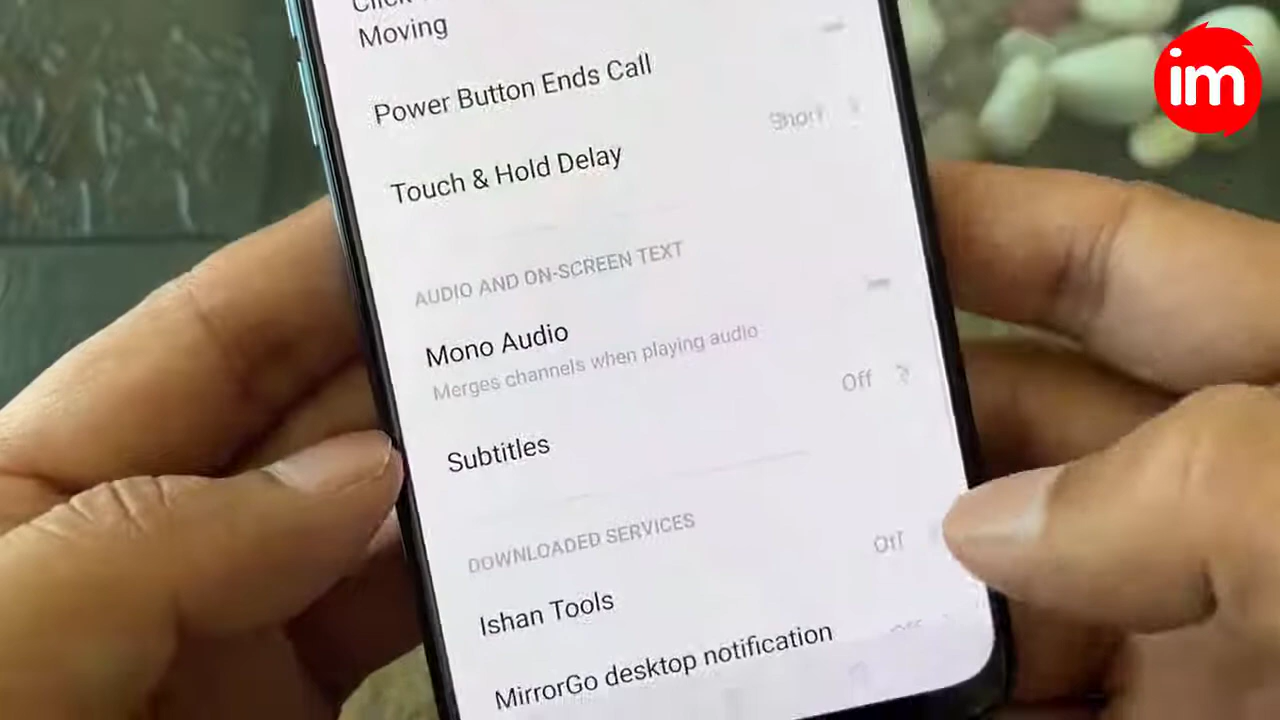 im
Moving
Power Button Ends Call
Short
Touch & Hold Delay
AUDIO AND ON-SCREEN TEXT
Mono Audio
Merges channels when playing audio
Off
Subtitles
DOWNLOADED SERVICES
Off
Ishan Tools
MirrorGo desktop notification